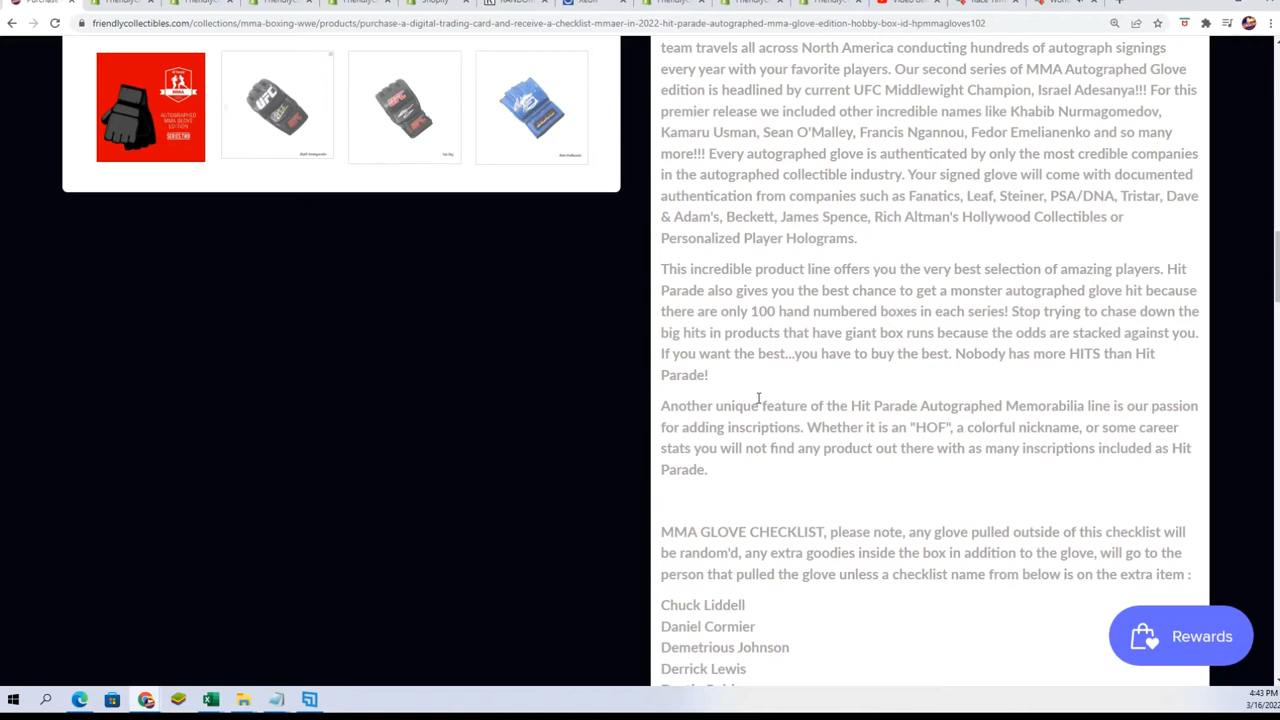 friendlycollectibles.com/collections/mma-boxing-wwe/products/purchase-a-digital-trading-card-and-receive-a-checklist-mmaer-in-2022-hit-parade-autographed-mma-glove-edition-hobby-box-id-hpmmagloves102
team travels all across North America conducting hundreds of autograph signings
every year with your favorite players. Our second series of MMA Autographed Glove
edition is headlined by current UFC Middlewight Champion, Israel Adesanya!!! For this
premier release we included other incredible names like Khabib Nurmagomedov,
Kamaru Usman, Sean O'Malley, Francis Ngannou, Fedor Emelianenko and so many
more!!! Every autographed glove is authenticated by only the most credible companies
in the autographed collectible industry. Your signed glove will come with documented
authentication from companies such as Fanatics, Leaf, Steiner, PSA/DNA, Tristar, Dave
& Adam's, Beckett, James Spence, Rich Altman's Hollywood Collectibles or
Personalized Player Holograms.
This incredible product line offers you the very best selection of amazing players. Hit
Parade also gives you the best chance to get a monster autographed glove hit because
there are only 100 hand numbered boxes in each series! Stop trying to chase down the
big hits in products that have giant box runs because the odds are stacked against you.
If you want the best...you have to buy the best. Nobody has more HITS than Hit
Parade!
Another unique feature of the Hit Parade Autographed Memorabilia line is our passion
for adding inscriptions. Whether it is an "HOF", a colorful nickname, or some career
stats you will not find any product out there with as many inscriptions included as Hit
Parade.
MMA GLOVE CHECKLIST, please note, any glove pulled outside of this checklist will
be random'd, any extra goodies inside the box in addition to the glove, will go to the
person that pulled the glove unless a checklist name from below is on the extra item :
Chuck Liddell
Daniel Cormier
Demetrious Johnson
Derrick Lewis
Rewards
MMA
AUTOGRAPHED
MMA GLOVE
EDITION
SERIES TWO
UFC
UFC
4:43 PM
3/16/2022